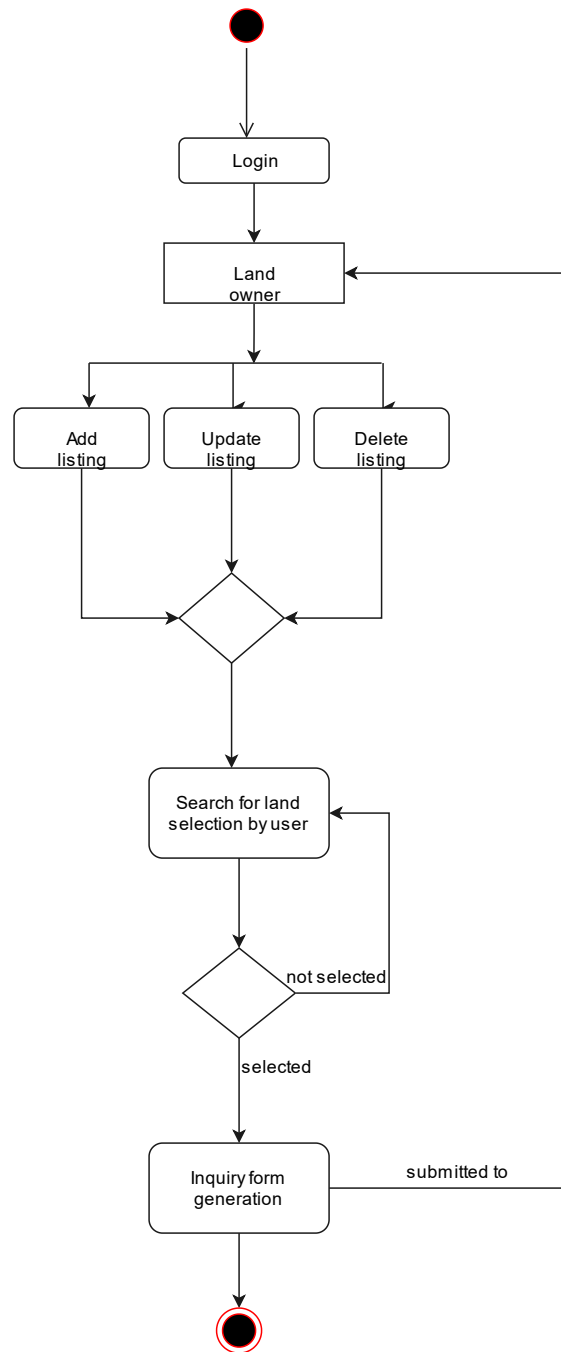 Login
Land
owner
Add
listing
Update
listing
Delete
listing
Search for land
selection by user
not selected
selected
Inquiry form
generation
submitted to